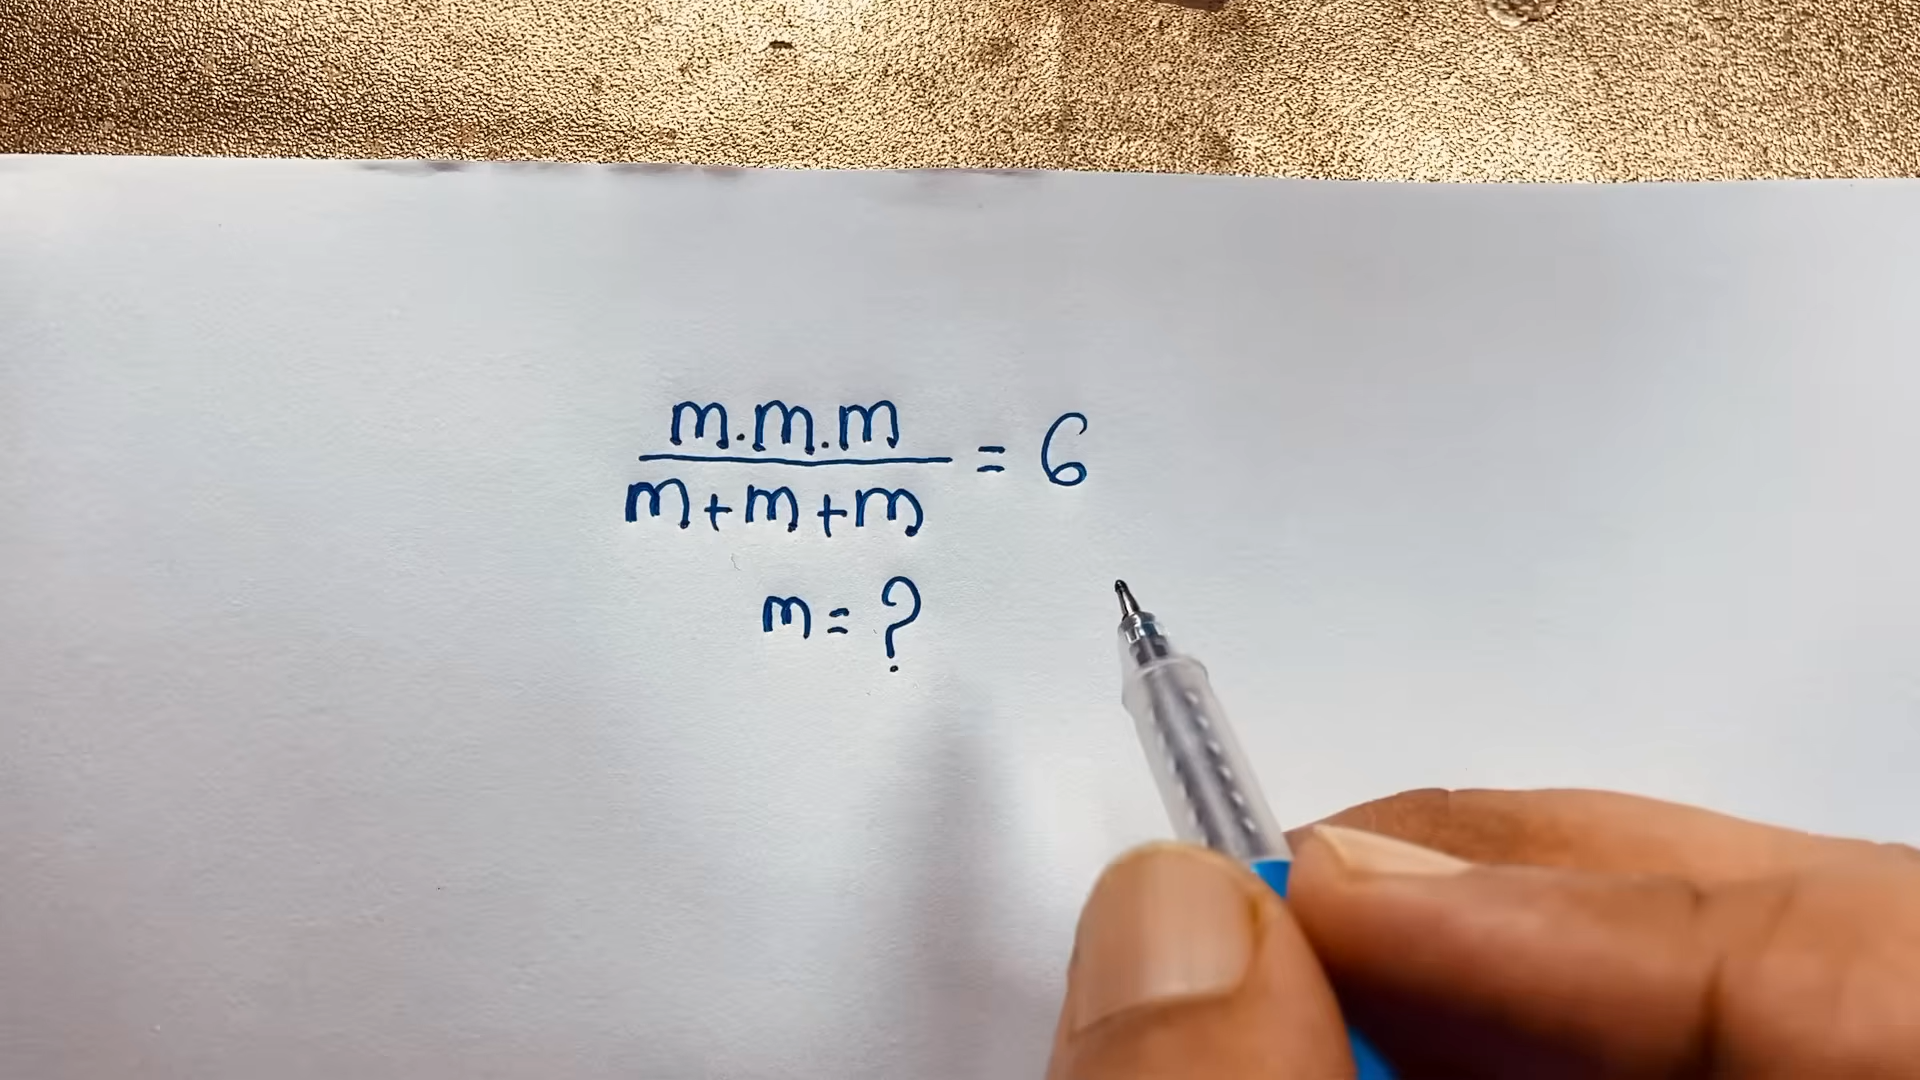 m.m.m
/ m+m+m = 6
m = ?